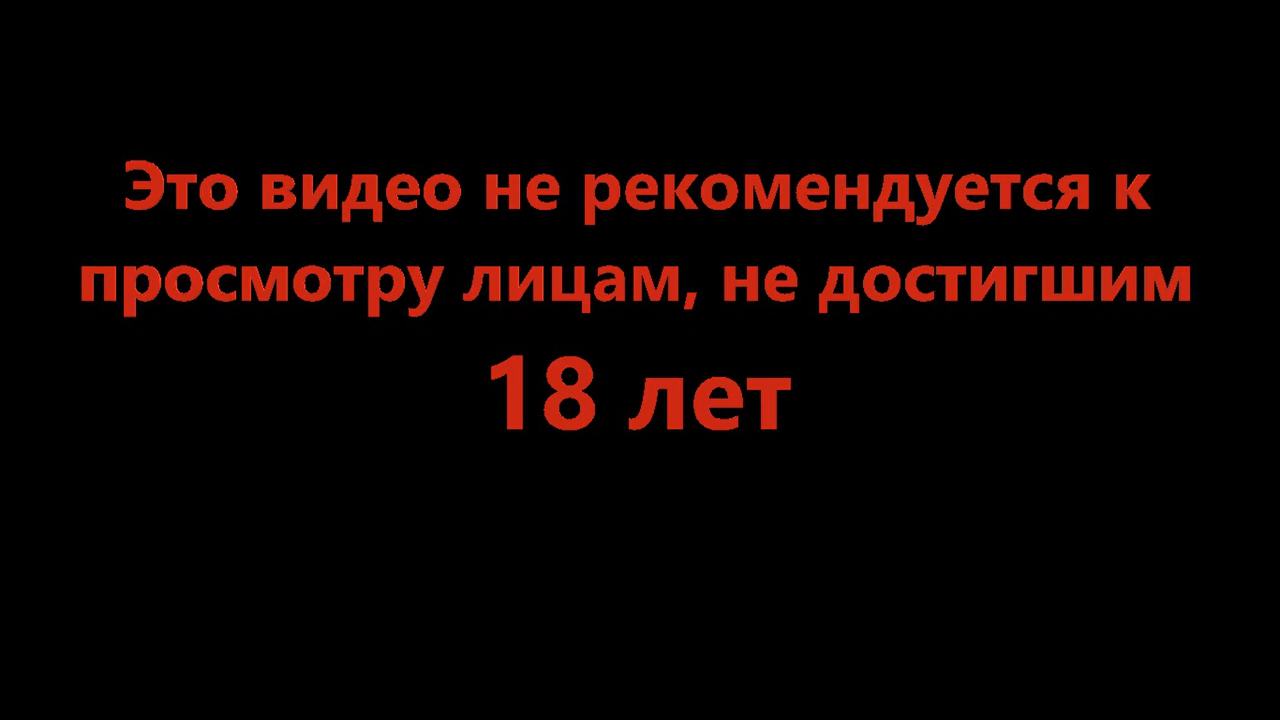 Это видео не рекомендуется к
просмотру лицам, не достигшим
18 лет